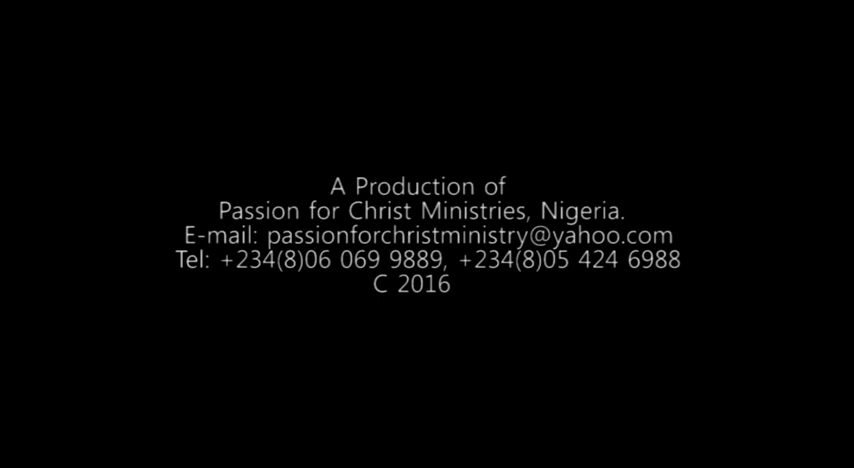 A Production of
Passion for Christ Ministries, Nigeria.
E-mail: passionforchristministry@yahoo.com
Tel: +234(8)06 069 9889, +234(8)05 424 6988
C 2016